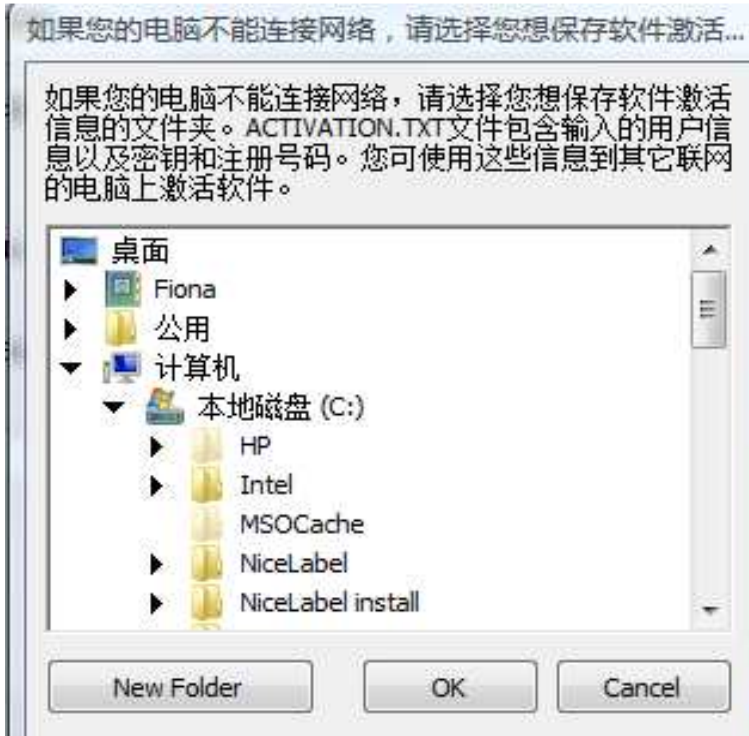 如果您的电脑不能连接网络，请选择您想保存软件激活...
如果您的电脑不能连接网络，请选择您想保存软件激活
信息的文件夹。ACTIVATION.TXT文件包含输入的用户信
息以及密钥和注册号码。您可使用这些信息到其它联网
的电脑上激活软件。
桌面
Fiona
公用
计算机
本地磁盘 (C:)
HP
Intel
MSOCache
NiceLabel
NiceLabel install
New Folder
OK
Cancel